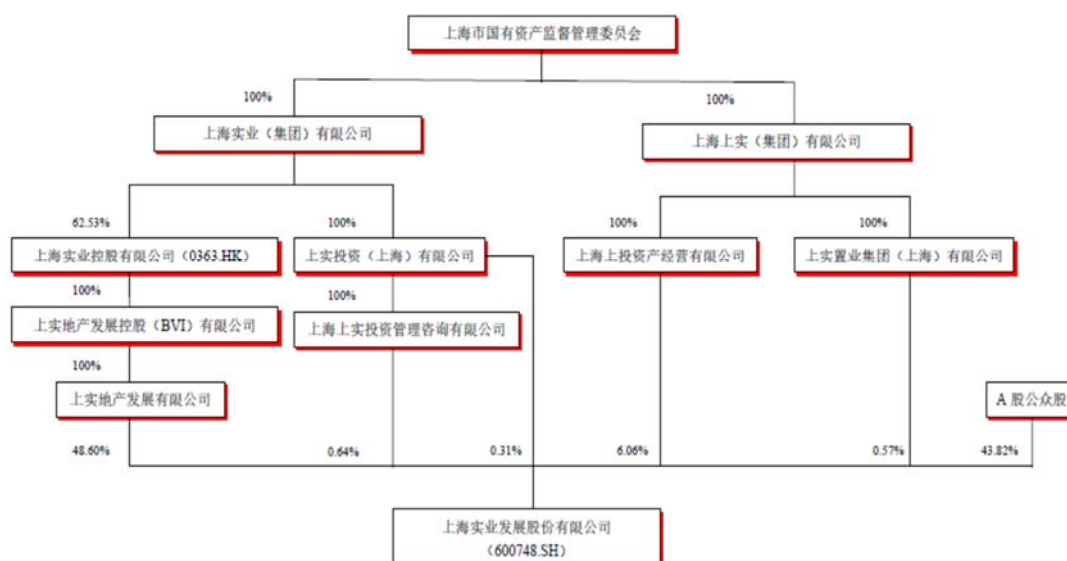 上海市国有资产监督管理委员会
100%
100%
上海实业（集团）有限公司
上海上实（集团）有限公司
62.53%
100%
100%
100%
上海实业控股有限公司（0363.HK）
上实投资（上海）有限公司
上海上投资产经营有限公司
上实置业集团（上海）有限公司
100%
100%
上实地产发展控股（BVI）有限公司
上海上实投资管理咨询有限公司
100%
上实地产发展有限公司
A 股公众股
48.60%
0.64%
0.31%
6.06%
0.57%
43.82%
上海实业发展股份有限公司
（600748.SH）